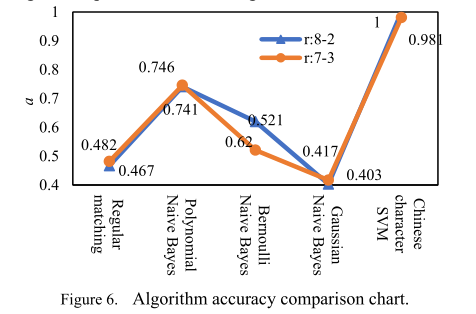 1
0.9
0.8
0.7
0.6
0.5
0.4
a
r:8-2
r:7-3
0.482
0.467
0.746
0.741
0.521
0.62
0.417
0.403
1
0.981
Regular
matching
Polynomial
Naive Bayes
Bernoulli
Naive Bayes
Gaussian
Naive Bayes
Chinese
character
SVM
Figure 6. Algorithm accuracy comparison chart.